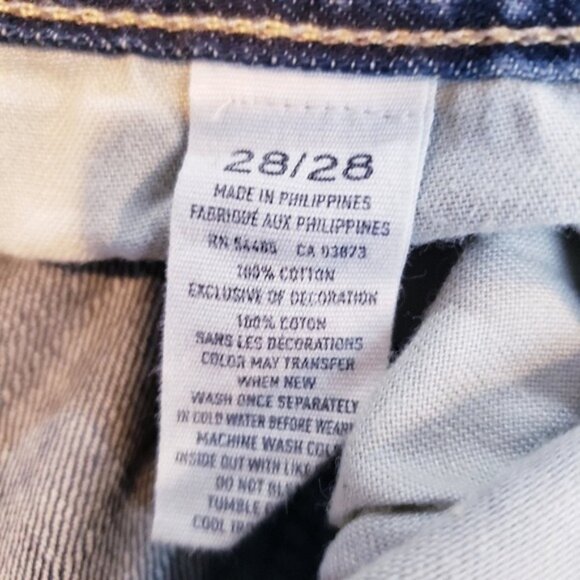 28/28
MADE IN PHILIPPINES
FABRIQUÉ AUX PHILIPPINES
RN 54485 CA 03873
100% COTTON
EXCLUSIVE OF DECORATION
100% COTON
SANS LES DÉCORATIONS
COLOR MAY TRANSFER
WHEN NEW
WASH ONCE SEPARATELY
IN COLD WATER BEFORE
MACHINE WASH
INSIDE OUT WITH LIKE
DO NOT
TUMBLE
COOL